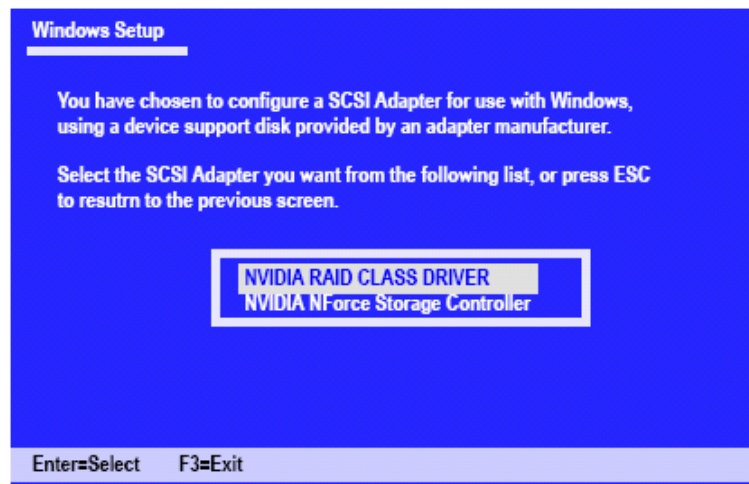 Windows Setup
You have chosen to configure a SCSI Adapter for use with Windows,
using a device support disk provided by an adapter manufacturer.
Select the SCSI Adapter you want from the following list, or press ESC
to resutrn to the previous screen.
NVIDIA RAID CLASS DRIVER
NVIDIA NForce Storage Controller
Enter=Select F3=Exit